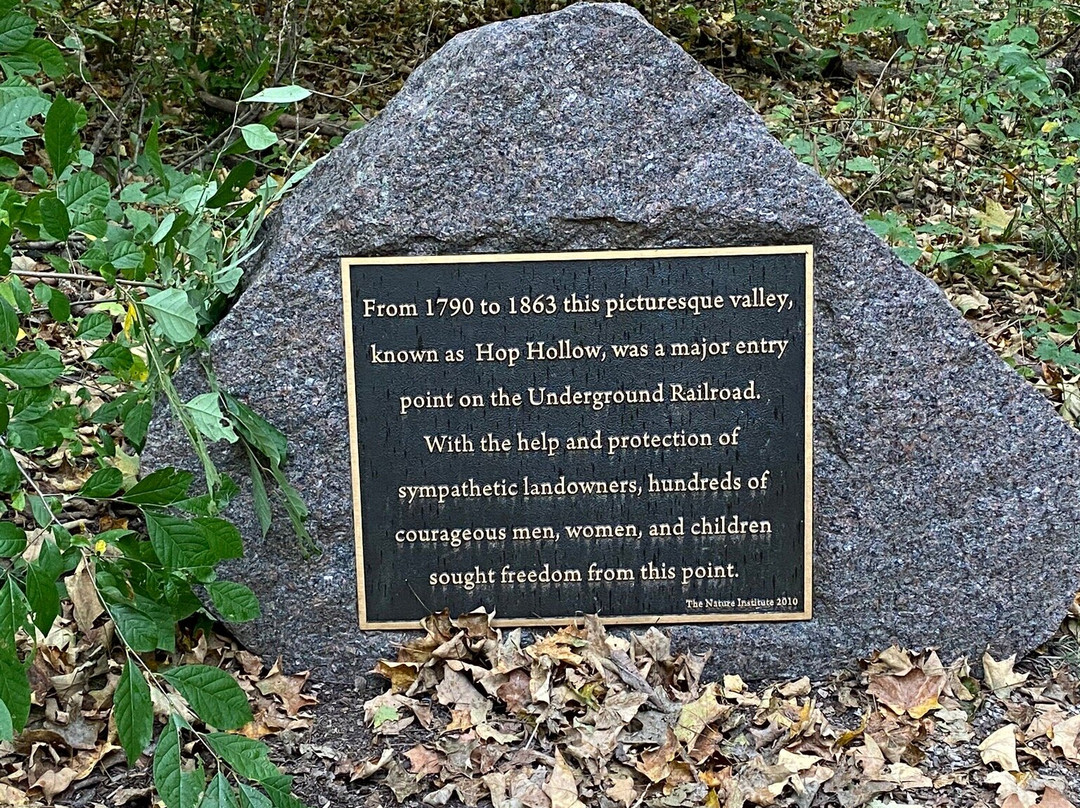 From 1790 to 1863 this picturesque valley,
known as Hop Hollow, was a major entry
point on the Underground Railroad.
With the help and protection of
sympathetic landowners, hundreds of
courageous men, women, and children
sought freedom from this point.
The Nature Institute 2010